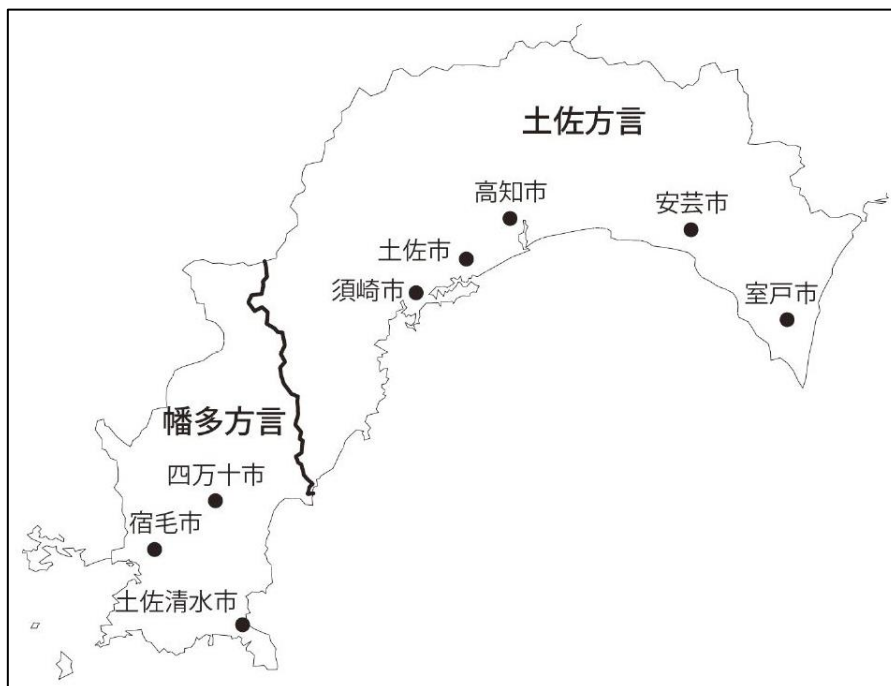 土佐方言
高知市
安芸市
土佐市
須崎市
室戸市
幡多方言
四万十市
宿毛市
土佐清水市